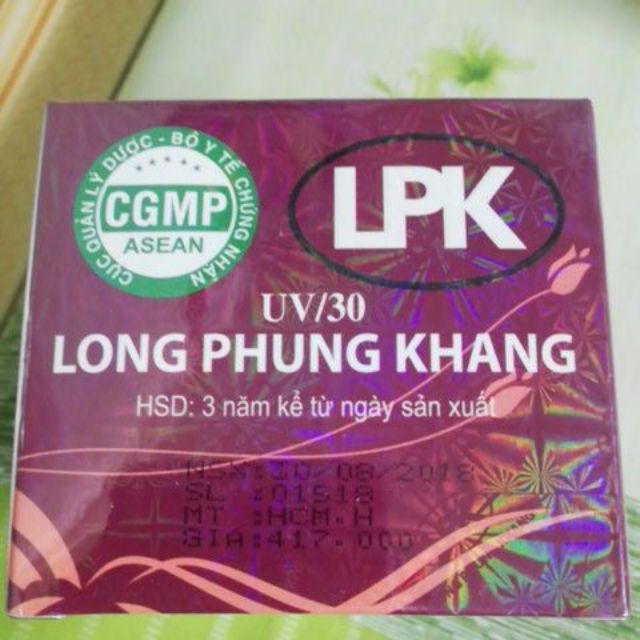 CỤC QUẢN LÝ DƯỢC - BỘ Y TẾ CHỨNG NHẬN
CGMP
ASEAN
LPK
UV/30
LONG PHUNG KHANG
HSD: 3 năm kể từ ngày sản xuất
NSX:10/08/2018
SL :01518
MT :HCM.H
GIA:417.000